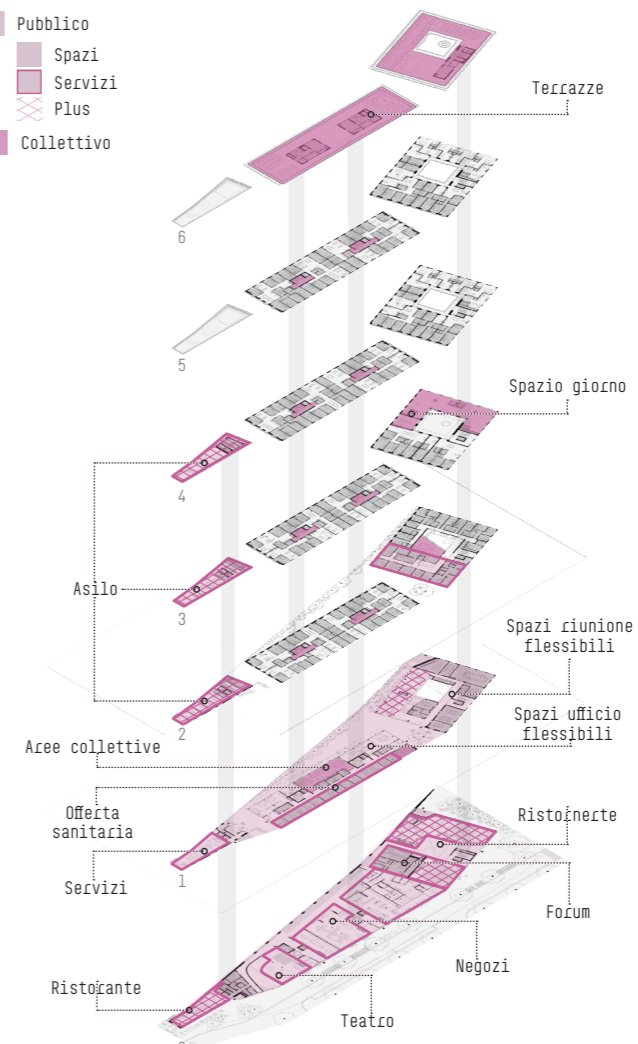 Pubblico
Spazi
Servizi
Plus
Collettivo
Terrazze
6
5
Spazio giorno
4
Asilo
3
Spazi riunione
flessibili
2
Spazi ufficio
flessibili
Aree collettive
Offerta
sanitaria
Ristornerte
Servizi
1
Forum
Negozi
Ristorante
Teatro